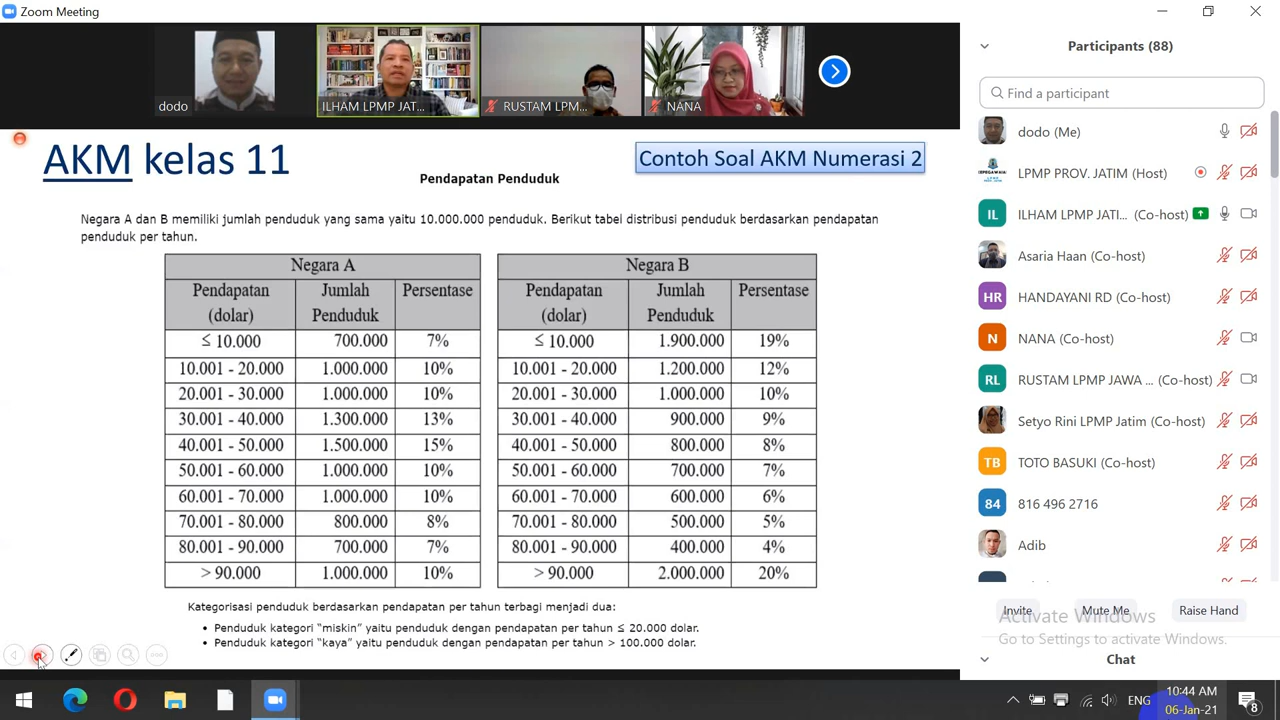 Zoom Meeting
dodo
ILHAM LPMP JAT...
RUSTAM LPM...
NANA
AKM kelas 11
Contoh Soal AKM Numerasi 2
Pendapatan Penduduk
Negara A dan B memiliki jumlah penduduk yang sama yaitu 10.000.000 penduduk. Berikut tabel distribusi penduduk berdasarkan pendapatan
penduduk per tahun.
Negara A
Pendapatan (dolar) Jumlah Penduduk Persentase
≤ 10.000 700.000 7%
10.001 - 20.000 1.000.000 10%
20.001 - 30.000 1.000.000 10%
30.001 - 40.000 1.300.000 13%
40.001 - 50.000 1.500.000 15%
50.001 - 60.000 1.000.000 10%
60.001 - 70.000 1.000.000 10%
70.001 - 80.000 800.000 8%
80.001 - 90.000 700.000 7%
> 90.000 1.000.000 10%
Negara B
Pendapatan (dolar) Jumlah Penduduk Persentase
≤ 10.000 1.900.000 19%
10.001 - 20.000 1.200.000 12%
20.001 - 30.000 1.000.000 10%
30.001 - 40.000 900.000 9%
40.001 - 50.000 800.000 8%
50.001 - 60.000 700.000 7%
60.001 - 70.000 600.000 6%
70.001 - 80.000 500.000 5%
80.001 - 90.000 400.000 4%
> 90.000 2.000.000 20%
Kategorisasi penduduk berdasarkan pendapatan per tahun terbagi menjadi dua:
• Penduduk kategori “miskin” yaitu penduduk dengan pendapatan per tahun ≤ 20.000 dolar.
• Penduduk kategori “kaya” yaitu penduduk dengan pendapatan per tahun > 100.000 dolar.
Participants (88)
Find a participant
dodo (Me)
LPMP PROV. JATIM (Host)
IL ILHAM LPMP JATI... (Co-host)
Asaria Haan (Co-host)
HR HANDAYANI RD (Co-host)
N NANA (Co-host)
RL RUSTAM LPMP JAWA ... (Co-host)
Setyo Rini LPMP Jatim (Co-host)
TB TOTO BASUKI (Co-host)
84 816 496 2716
Adib
Invite Mute Me Raise Hand
Activate Windows
Go to Settings to activate Windows.
Chat
ENG
10:44 AM
06-Jan-21
8